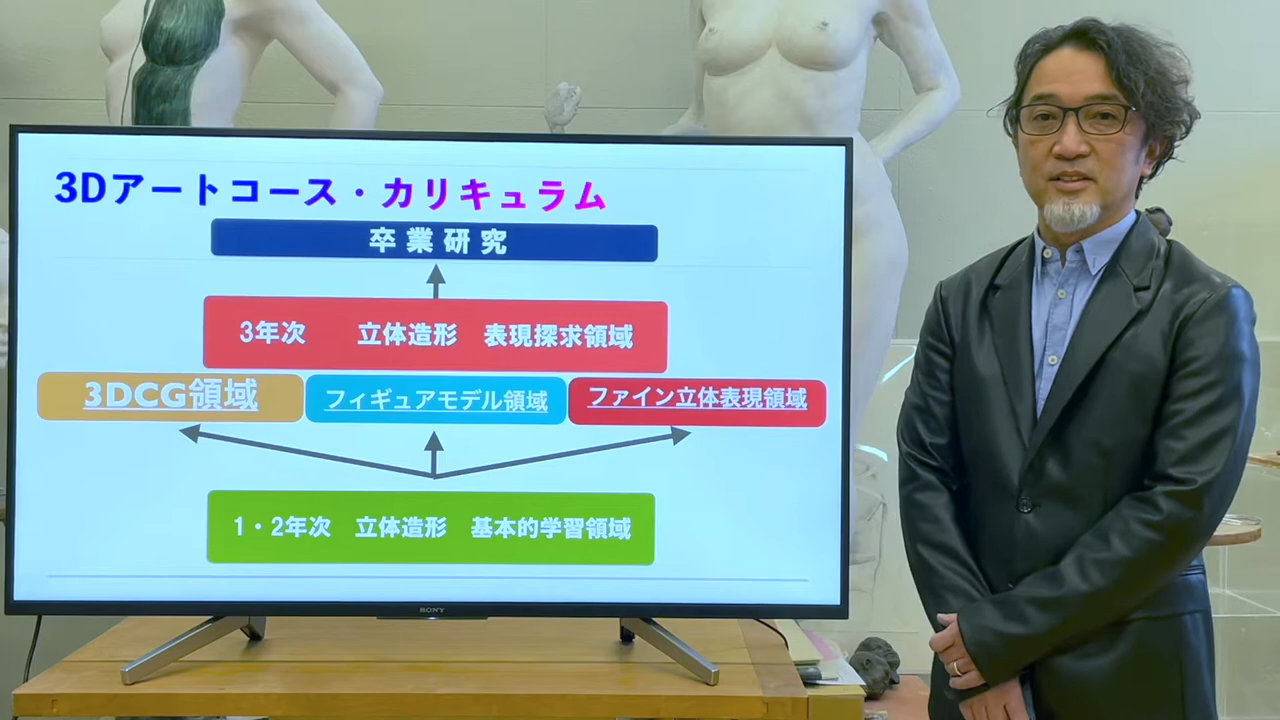 3Dアートコース・カリキュラム
卒業研究
3年次 立体造形 表現探求領域
3DCG領域 フィギュアモデル領域 ファイン立体表現領域
1・2年次 立体造形 基本的学習領域
SONY